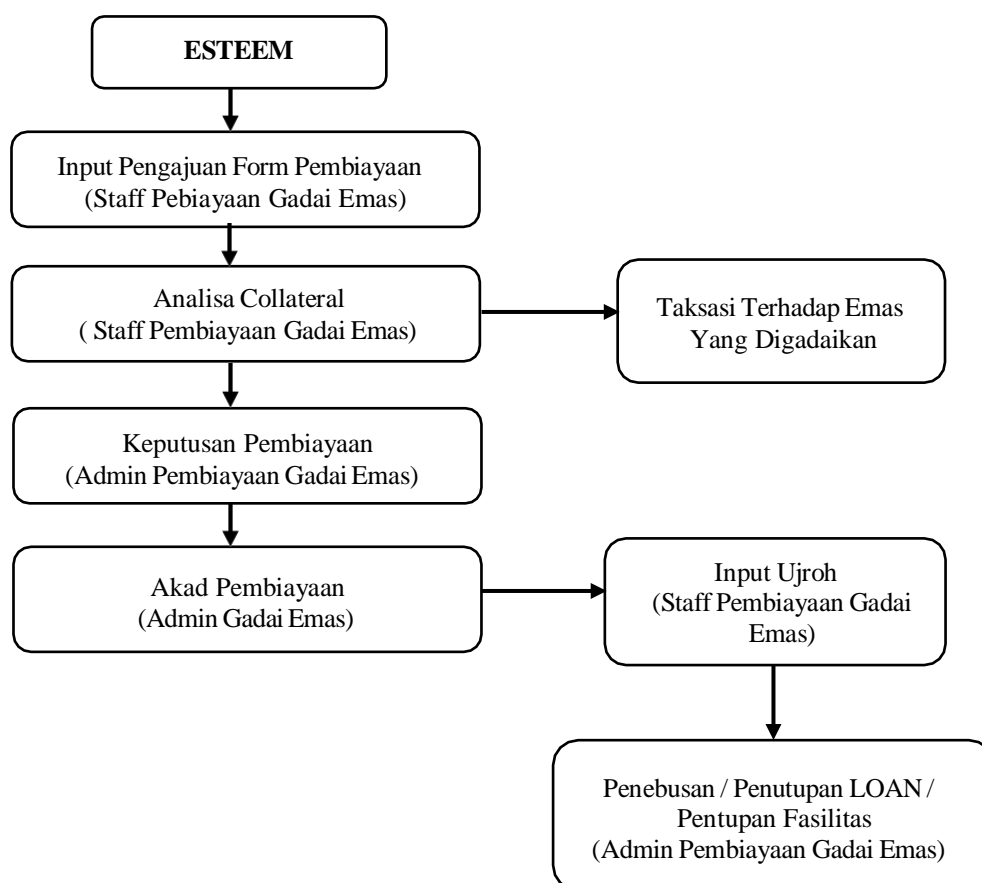 ESTEEM
Input Pengajuan Form Pembiayaan
(Staff Pebiayaan Gadai Emas)
Analisa Collateral
( Staff Pembiayaan Gadai Emas)
Taksasi Terhadap Emas
Yang Digadaikan
Keputusan Pembiayaan
(Admin Pembiayaan Gadai Emas)
Akad Pembiayaan
(Admin Gadai Emas)
Input Ujroh
(Staff Pembiayaan Gadai
Emas)
Penebusan / Penutupan LOAN /
Pentupan Fasilitas
(Admin Pembiayaan Gadai Emas)